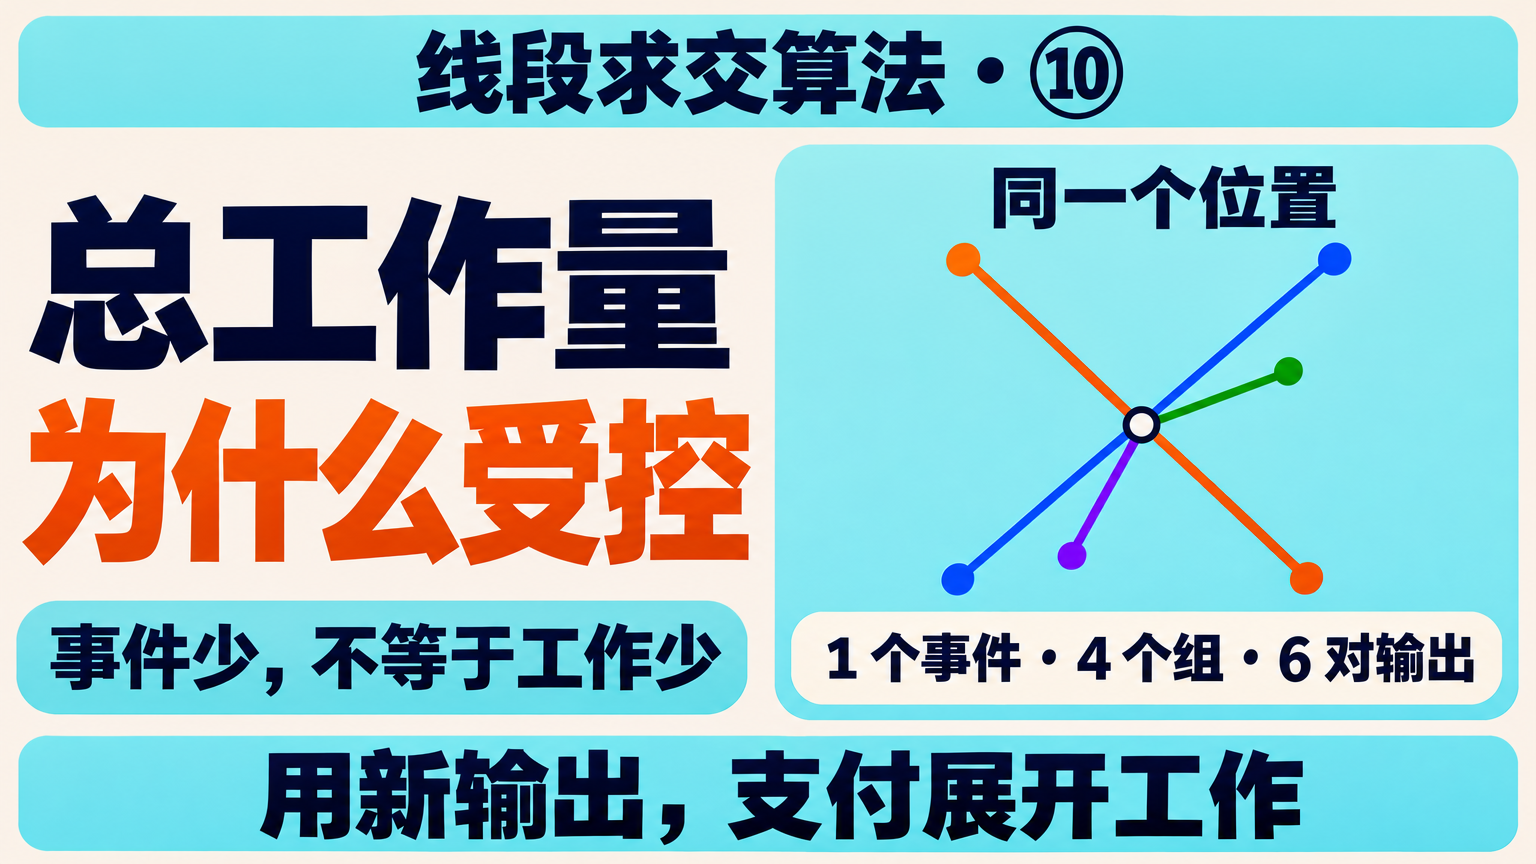 线段求交算法·⑩
总工作量
为什么受控
事件少，不等于工作少
同一个位置
1个事件·4个组·6对输出
用新输出，支付展开工作